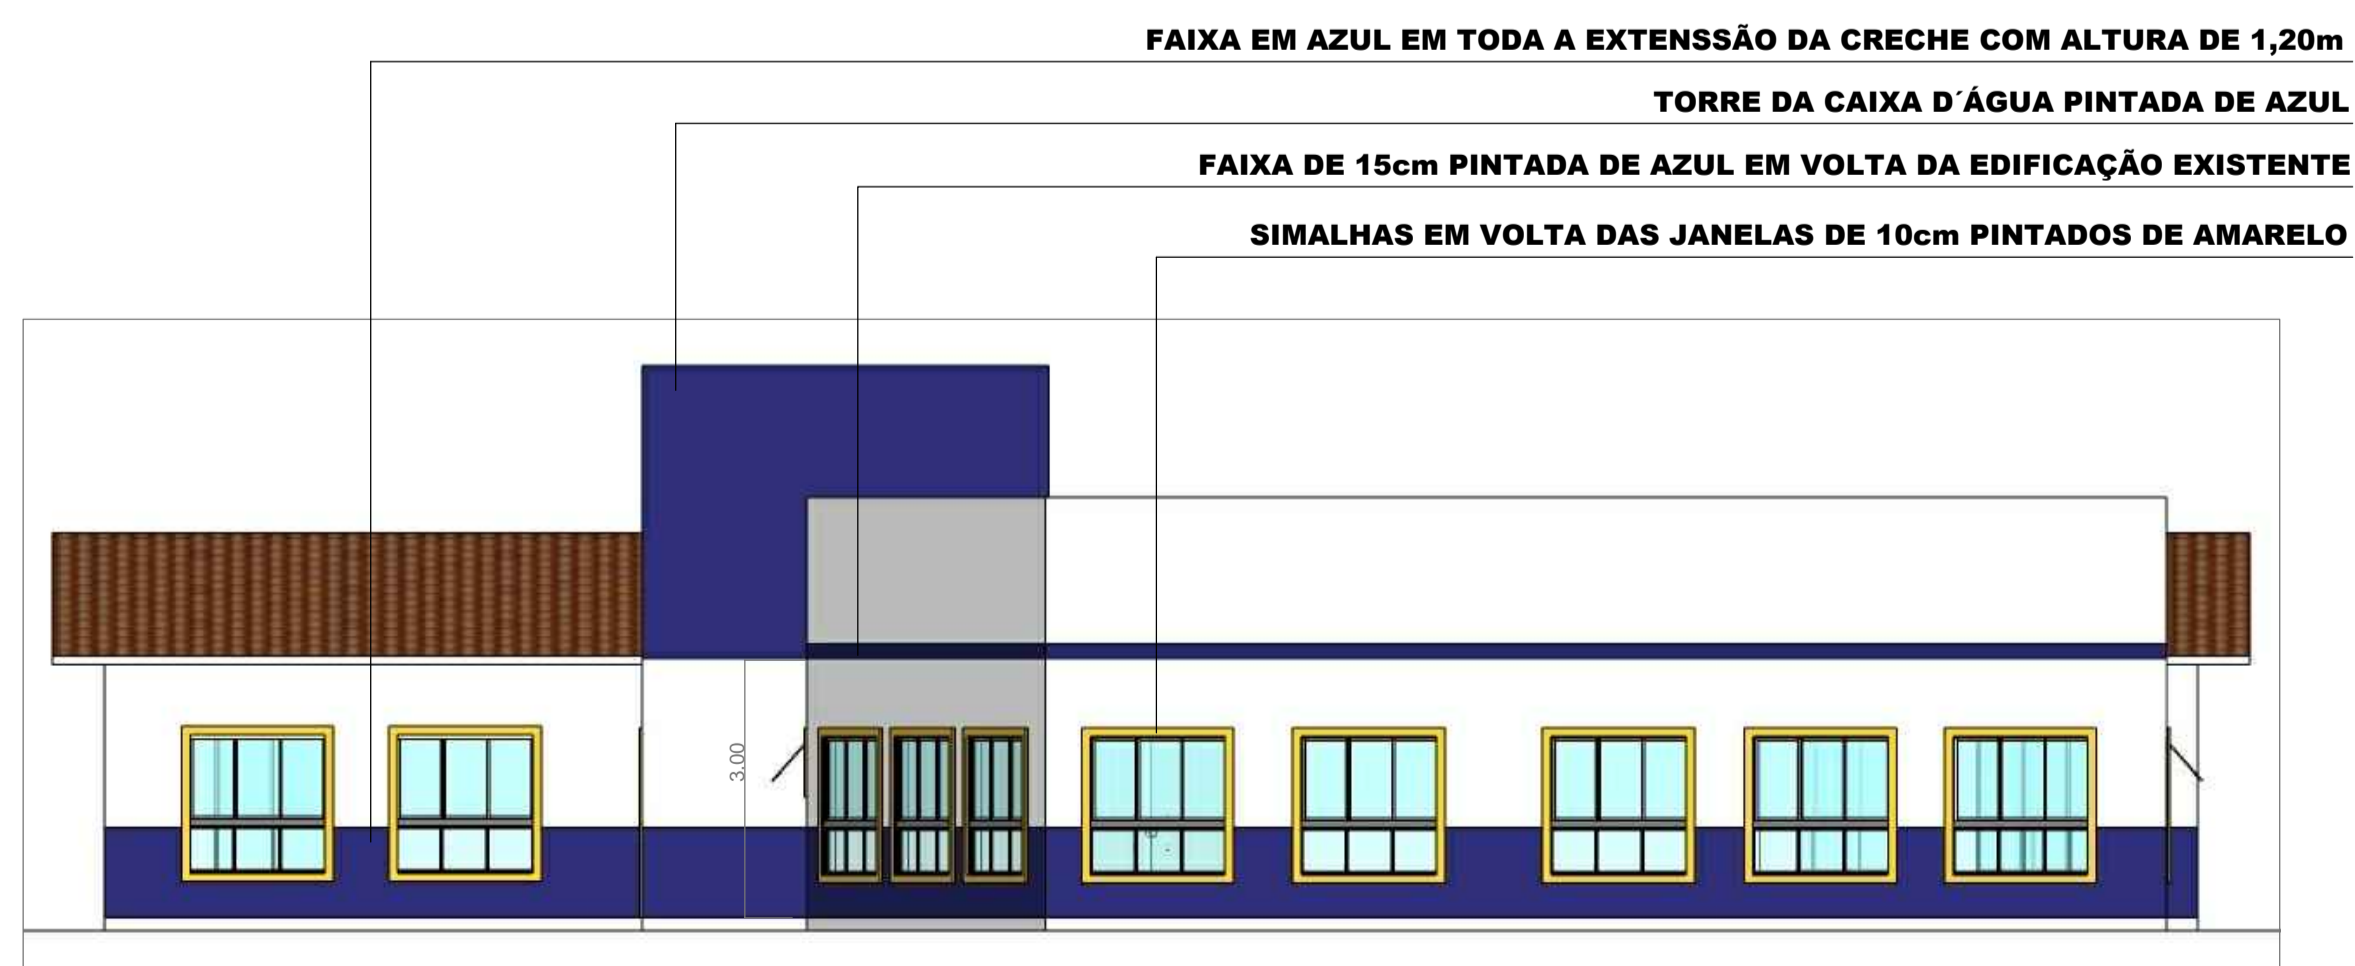 FAIXA EM AZUL EM TODA A EXTENSSÃO DA CRECHE COM ALTURA DE 1,20m
TORRE DA CAIXA D´ÁGUA PINTADA DE AZUL
FAIXA DE 15cm PINTADA DE AZUL EM VOLTA DA EDIFICAÇÃO EXISTENTE
SIMALHAS EM VOLTA DAS JANELAS DE 10cm PINTADOS DE AMARELO
3.00